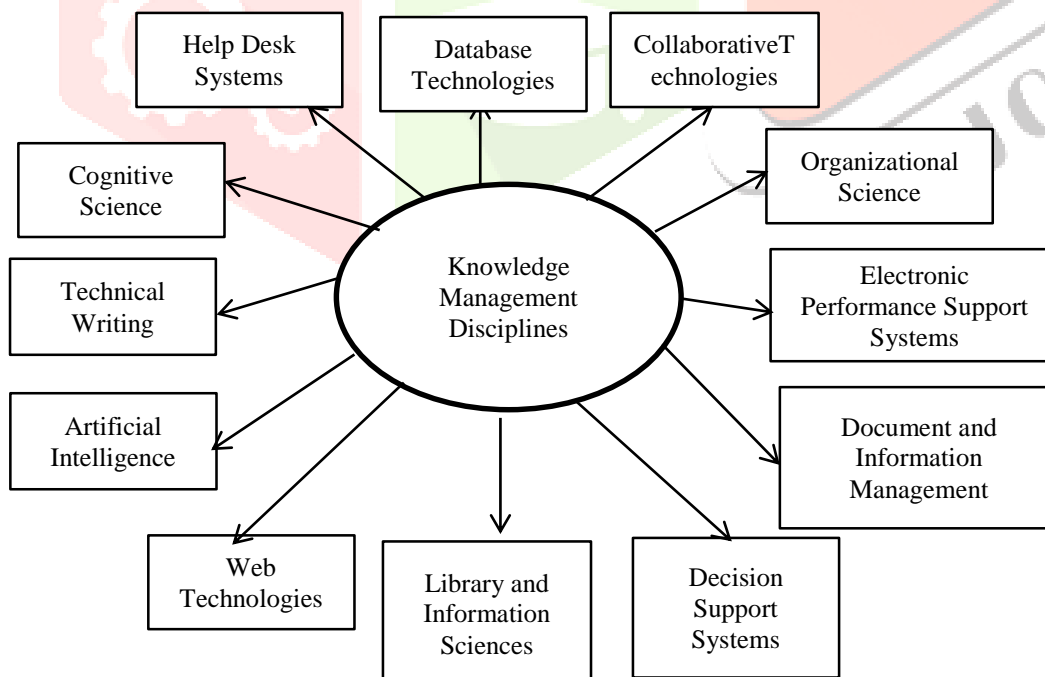 Help Desk
Systems
Database
Technologies
CollaborativeT
echnologies
Cognitive
Science
Organizational
Science
Knowledge
Management
Disciplines
Technical
Writing
Electronic
Performance Support
Systems
Artificial
Intelligence
Document and
Information
Management
Web
Technologies
Library and
Information
Sciences
Decision
Support
Systems